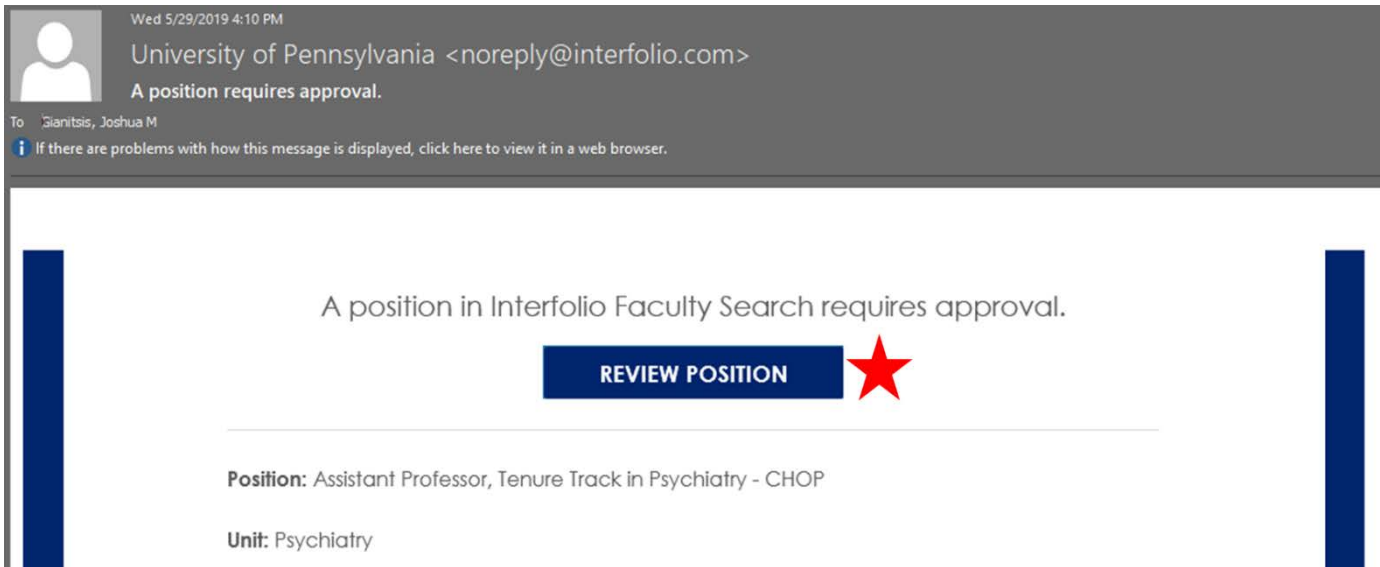 Wed 5/29/2019 4:10 PM
University of Pennsylvania <noreply@interfolio.com>
A position requires approval.
To Gianitsis, Joshua M
If there are problems with how this message is displayed, click here to view it in a web browser.
A position in Interfolio Faculty Search requires approval.
REVIEW POSITION
Position: Assistant Professor, Tenure Track in Psychiatry - CHOP
Unit: Psychiatry